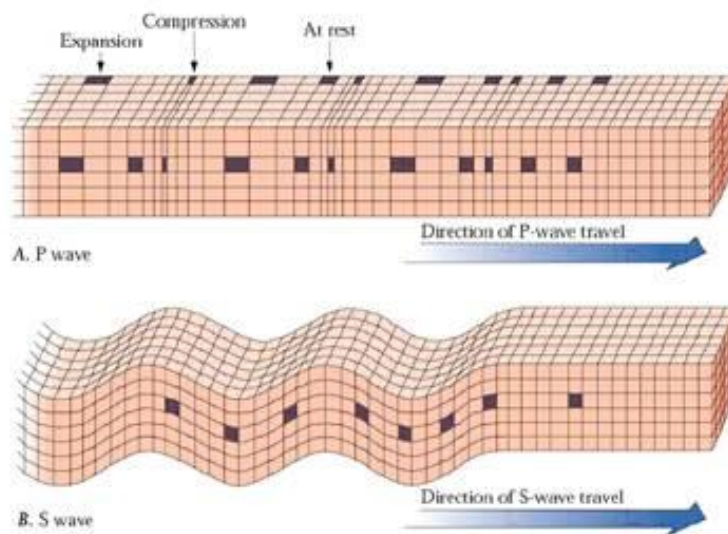 Compression
Expansion
At rest
Direction of P-wave travel
A. P wave
Direction of S-wave travel
B. S wave